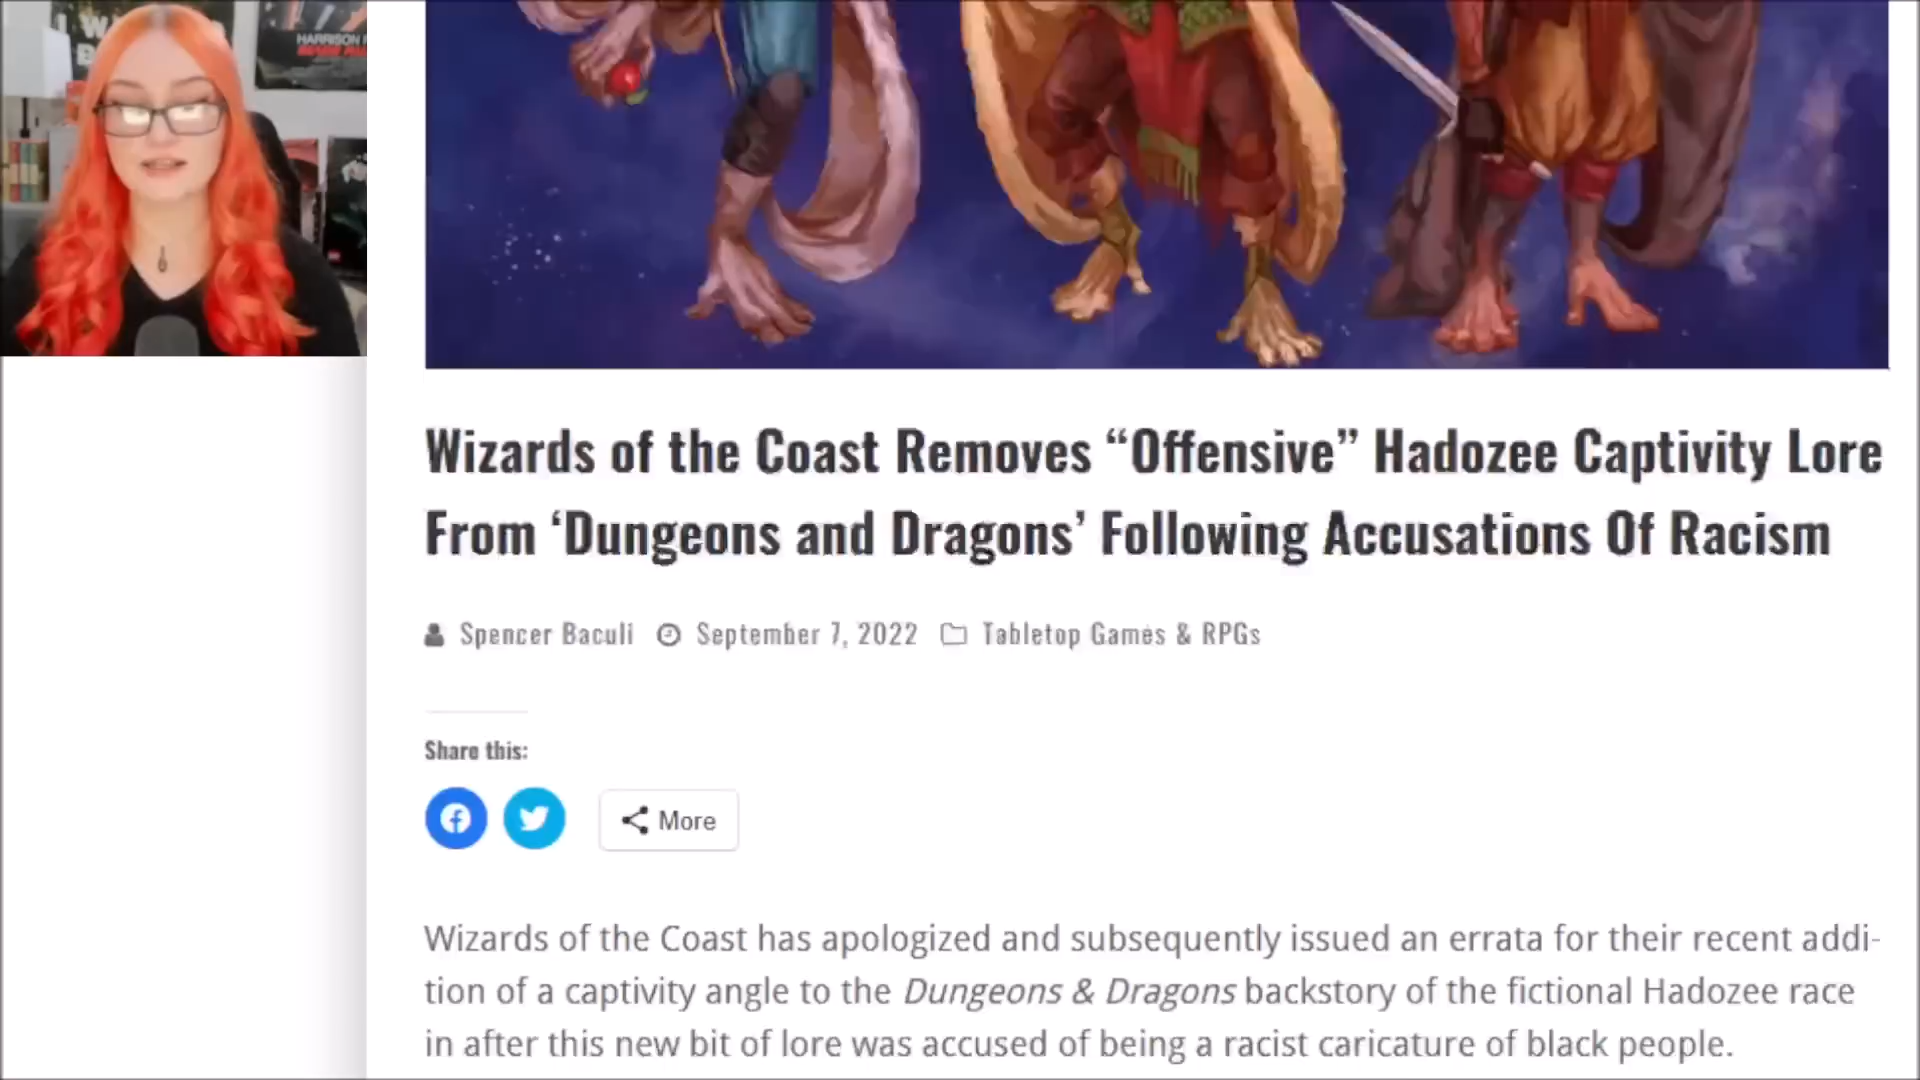 HARRISON
Wizards of the Coast Removes “Offensive” Hadozee Captivity Lore
From ‘Dungeons and Dragons’ Following Accusations Of Racism
Spencer Baculi September 7, 2022 Tabletop Games & RPGs
Share this:
More
Wizards of the Coast has apologized and subsequently issued an errata for their recent addi-
tion of a captivity angle to the Dungeons & Dragons backstory of the fictional Hadozee race
in after this new bit of lore was accused of being a racist caricature of black people.